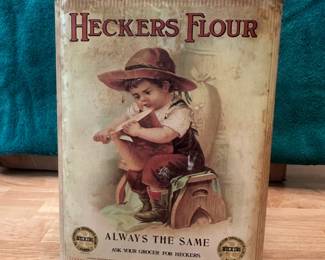 HECKERS FLOUR
ALWAYS THE SAME
ASK YOUR GROCER FOR HECKERS